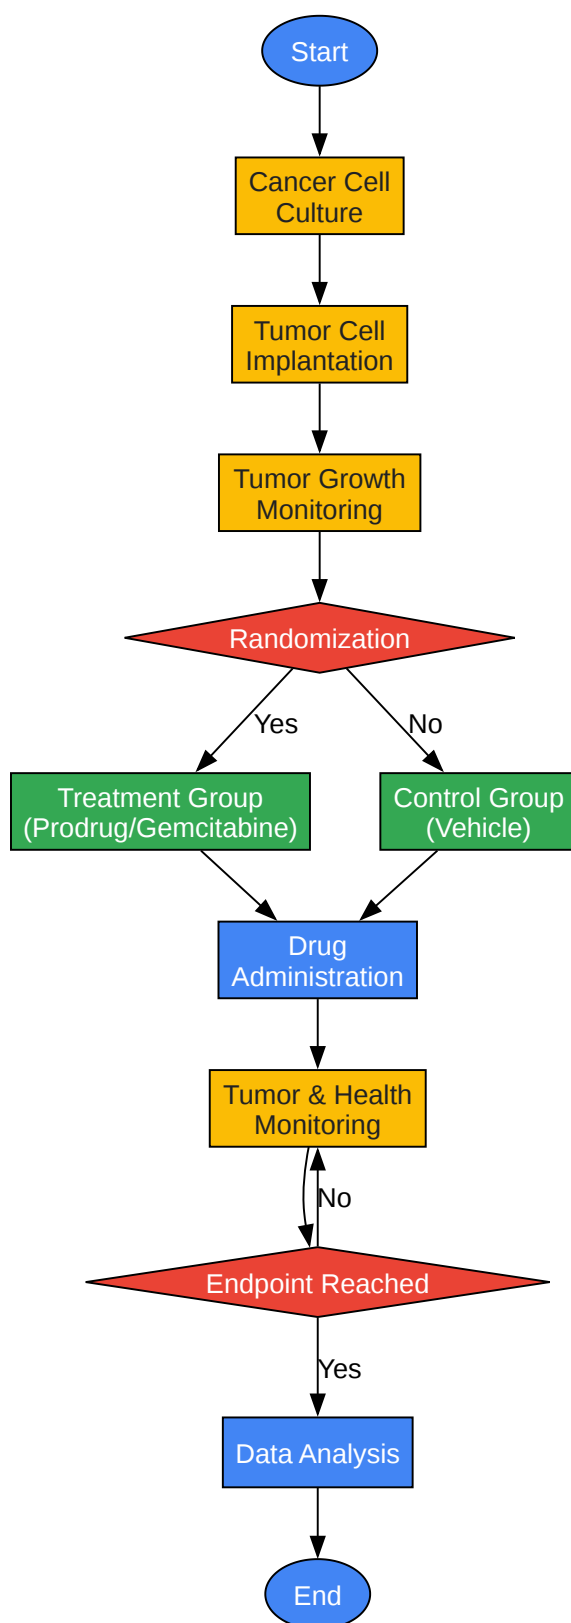 Start
Cancer Cell
Culture
Tumor Cell
Implantation
Tumor Growth
Monitoring
Randomization
Yes
No
Treatment Group
(Prodrug/Gemcitabine)
Control Group
(Vehicle)
Drug
Administration
Tumor & Health
Monitoring
No
Endpoint Reached
Yes
Data Analysis
End